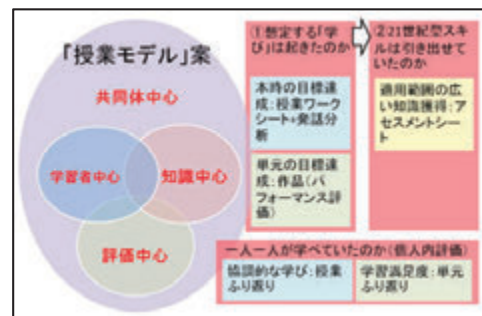 「授業モデル」案
共同体中心
学習者中心
知識中心
評価中心
①想定する「学
び」は起きたのか
本時の目標達
成:授業ワーク
シート+発話分
析
単元の目標達
成:作品(パ
フォーマンス評
価)
②21世紀型スキ
ルは引き出せて
いたのか
適用範囲の広
い知識獲得:ア
セスメントシー
ト
一人一人が学べていたのか(個人内評価)
協調的な学び:授業
ふり返り
学習満足度:単元
ふり返り